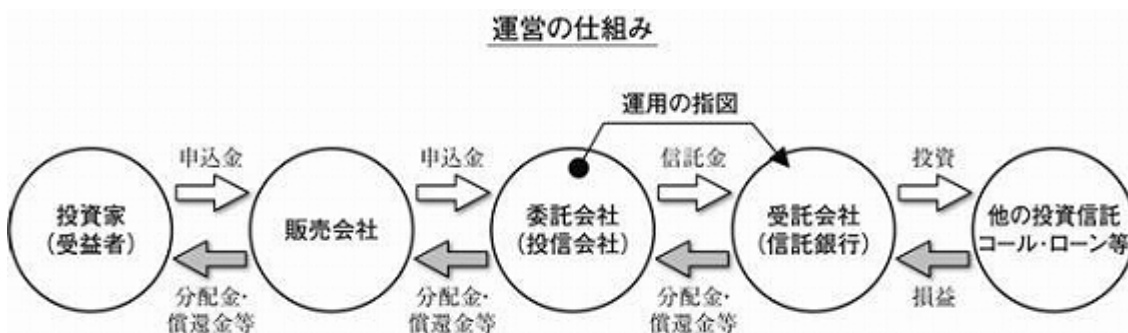 運営の仕組み
運用の指図
申込金
申込金
信託金
投資
投資家
(受益者)
販売会社
委託会社
(投信会社)
受託会社
(信託銀行)
他の投資信託
コール・ローン等
分配金・
償還金等
分配金・
償還金等
分配金・
償還金等
損益